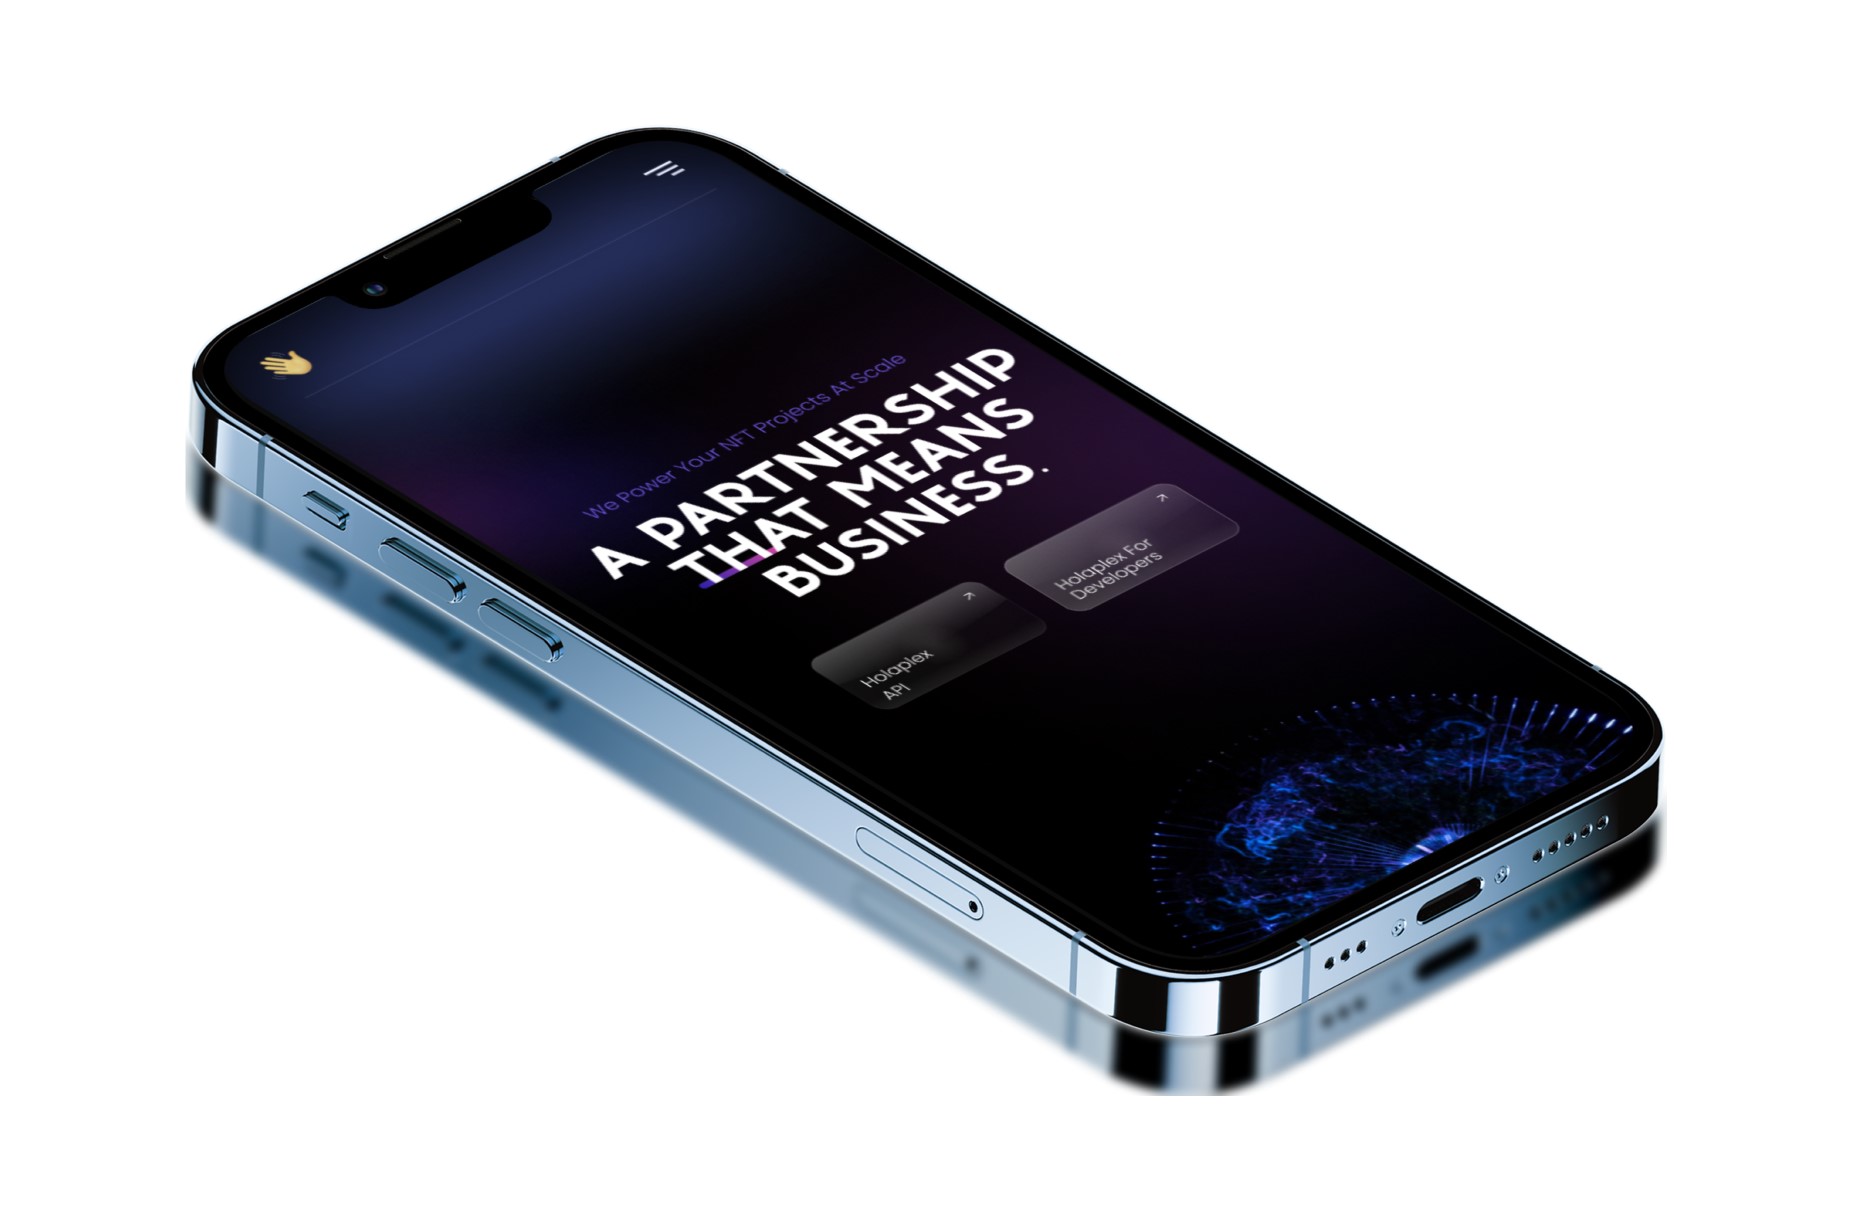 We Power Your NFT Projects At Scale
A PARTNERSHIP
THAT MEANS
BUSINESS.
Holaplex
API
Holaplex For
Developers